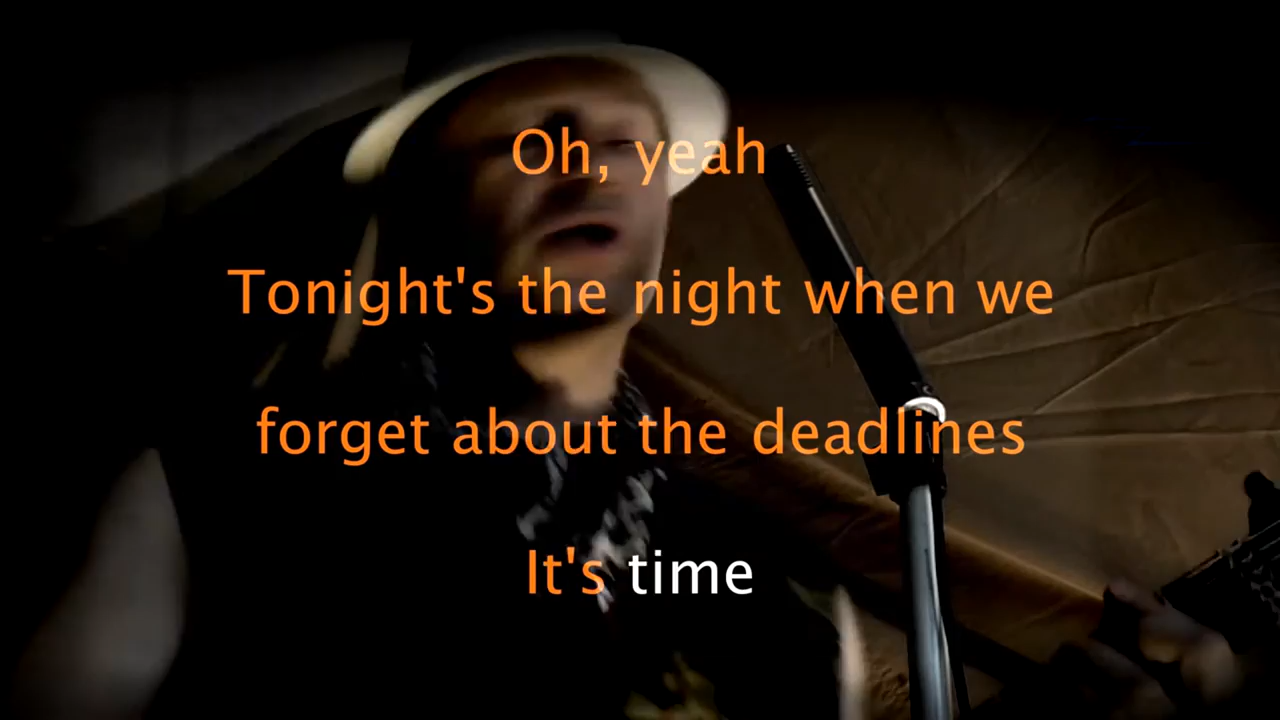 Oh, yeah
Tonight's the night when we
forget about the deadlines
It's time